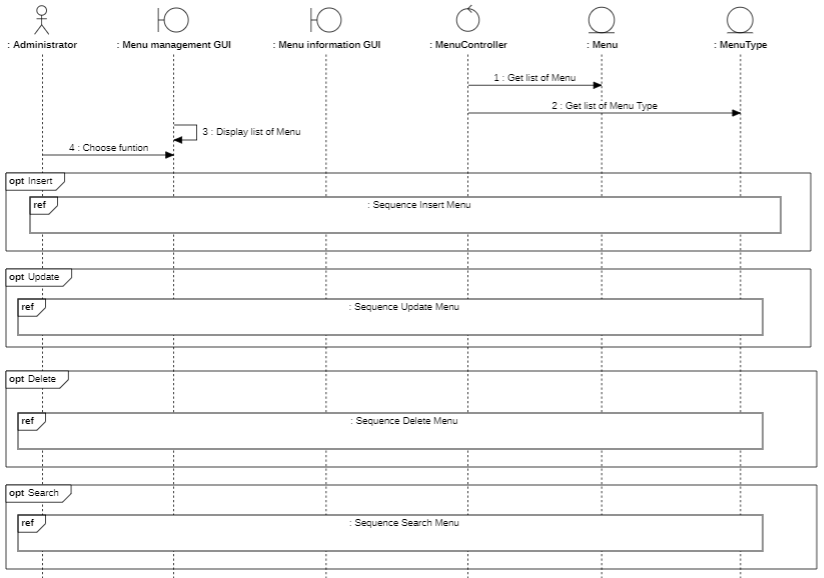 : Administrator
: Menu management GUI
: Menu information GUI
: MenuController
: Menu
: MenuType
1 : Get list of Menu
2 : Get list of Menu Type
3 : Display list of Menu
4 : Choose funtion
opt Insert
ref
: Sequence Insert Menu
opt Update
ref
: Sequence Update Menu
opt Delete
ref
: Sequence Delete Menu
opt Search
ref
: Sequence Search Menu